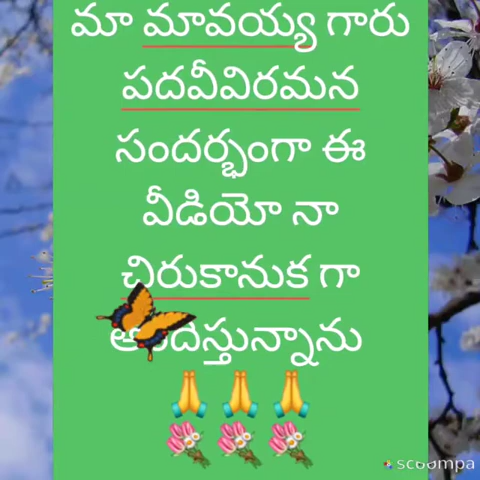 మా మావయ్య గారు
పదవీవిరమన
సందర్భంగా ఈ
వీడియో నా
చిరుకానుక గా
scoompa